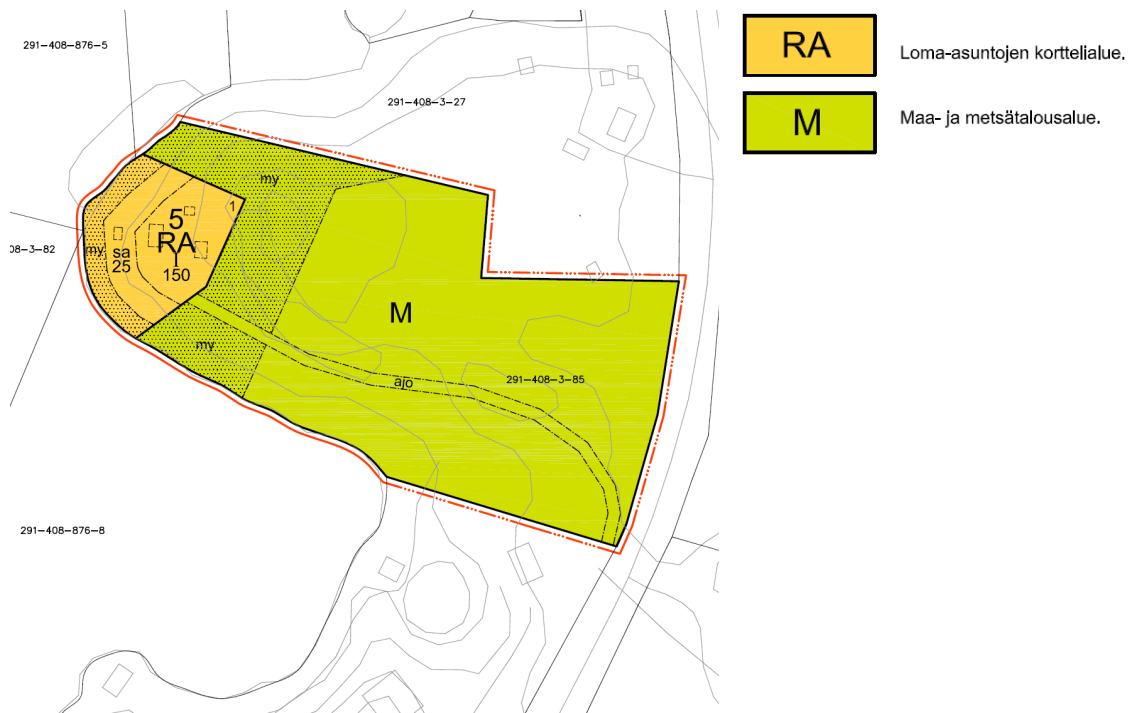 291-408-876-5
RA
Loma-asuntojen korttelialue.
291-408-3-27
M
Maa- ja metsätalousalue.
my
1
5
08-3-82
my
sa
25
RA
I
150
M
my
ajo
291-408-3-85
291-408-876-8